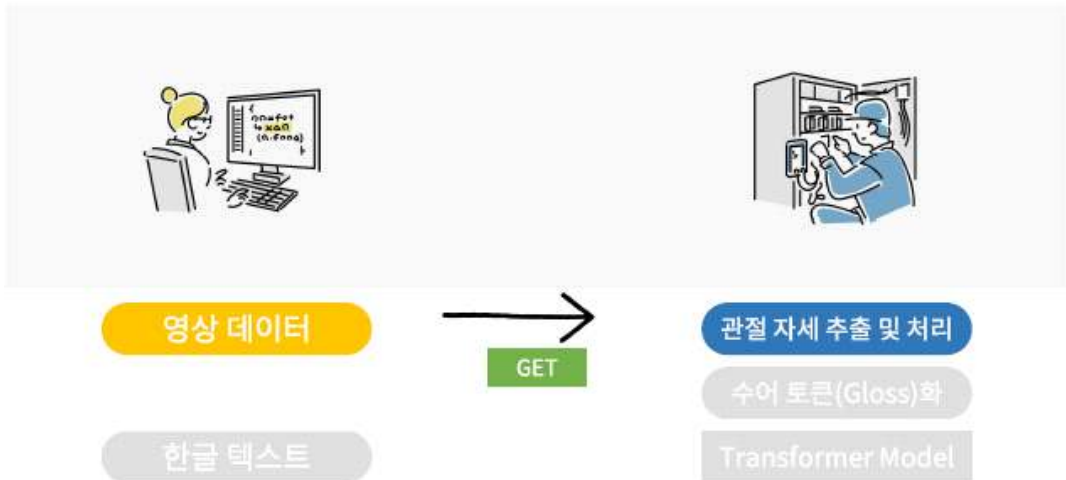 영상 데이터
GET
관절 자세 추출 및 처리
수어 토큰(Gloss)화
한글 텍스트
Transformer Model